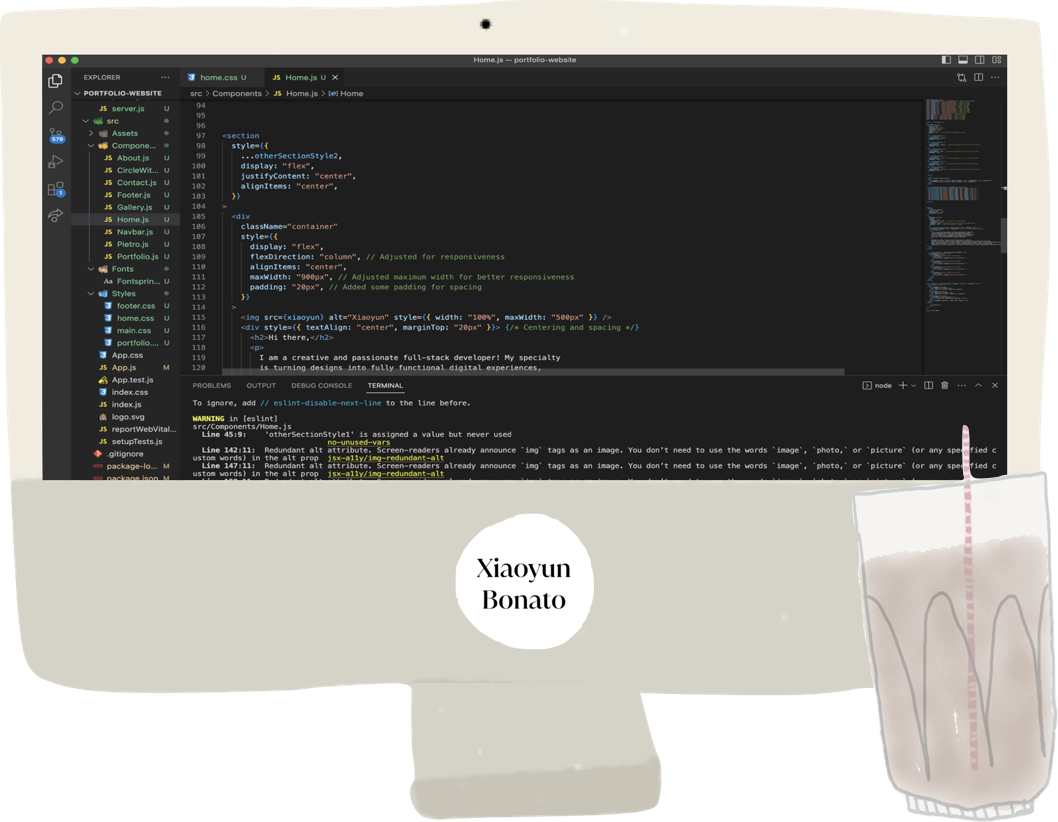 Home.js — portfolio-website
EXPLORER ···
PORTFOLIO-WEBSITE
server.js U
src
Assets
Compone...
About.js U
CircleWit... U
Contact.js U
Footer.js U
Gallery.js U
Home.js U
Navbar.js U
Pietro.js U
Portfolio.js U
Fonts
Aa Fontsprin... U
Styles
footer.css U
home.css U
main.css U
portfolio.... U
App.css
App.js M
App.test.js
index.css
index.js
logo.svg
reportWebVital...
setupTests.js
.gitignore
package-lo... M
package.json M
579
1
home.css U
JS Home.js U ×
src > Components > JS Home.js > Home
94
95
96
97 <section
98 style={{
99 ...otherSectionStyle2,
100 display: "flex",
101 justifyContent: "center",
102 alignItems: "center",
103 }}
104 >
105 <div
106 className="container"
107 style={{
108 display: "flex",
109 flexDirection: "column", // Adjusted for responsiveness
110 alignItems: "center",
111 maxWidth: "900px", // Adjusted maximum width for better responsiveness
112 padding: "20px", // Added some padding for spacing
113 }}
114 >
115 <img src={xiaoyun} alt="Xiaoyun" style={{ width: "100%", maxWidth: "500px" }} />
116 <div style={{ textAlign: "center", marginTop: "20px" }}> {/* Centering and spacing */}
117 <h2>Hi there,</h2>
118 <p>
119 I am a creative and passionate full-stack developer! My specialty
120 is turning designs into fully functional digital experiences,
PROBLEMS OUTPUT DEBUG CONSOLE TERMINAL
node
To ignore, add // eslint-disable-next-line to the line before.
WARNING in [eslint]
src/Components/Home.js
Line 45:9: 'otherSectionStyle1' is assigned a value but never used
no-unused-vars
Line 142:11: Redundant alt attribute. Screen-readers already announce `img` tags as an image. You don't need to use the words `image`, `photo,` or `picture` (or any specified c
ustom words) in the alt prop jsx-a11y/img-redundant-alt
Line 147:11: Redundant alt attribute. Screen-readers already announce `img` tags as an image. You don't need to use the words `image`, `photo,` or `picture` (or any specified c
ustom words) in the alt prop jsx-a11y/img-redundant-alt
Xiaoyun
Bonato